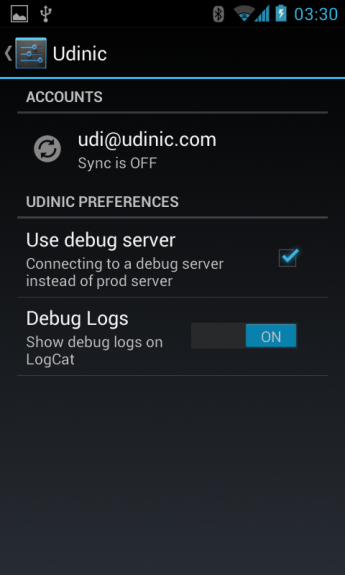 03:30
Udinic
ACCOUNTS
udi@udinic.com
Sync is OFF
UDINIC PREFERENCES
Use debug server
Connecting to a debug server
instead of prod server
Debug Logs
Show debug logs on
LogCat
ON